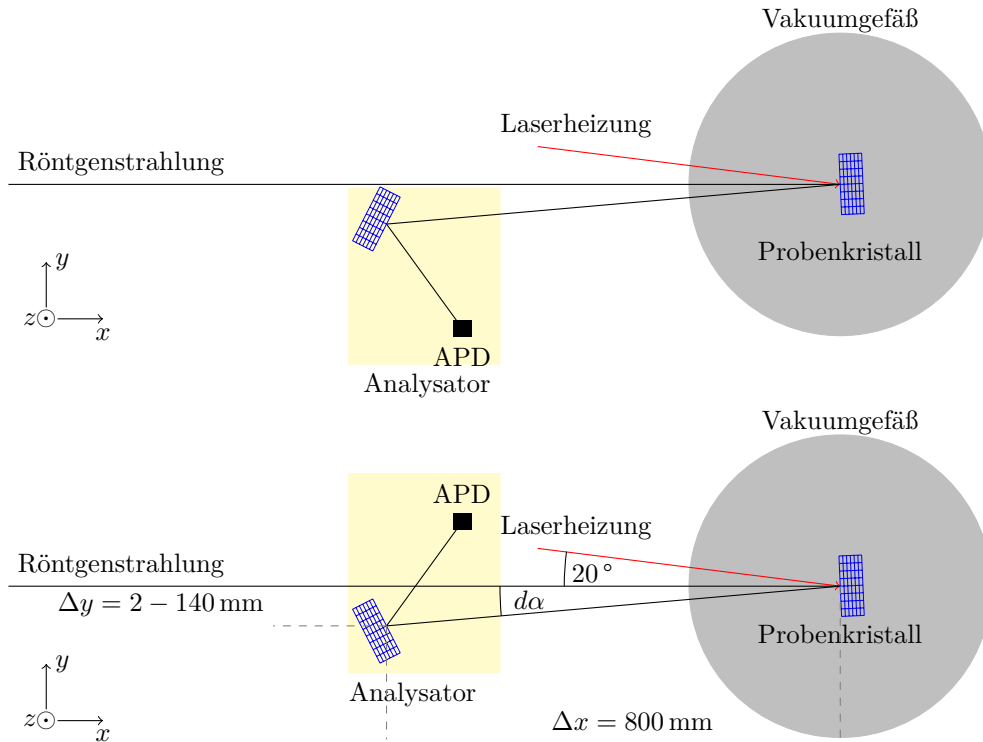 Vakuumgefäß
Laserheizung
Röntgenstrahlung
Probenkristall
y
z
x
APD
Analysator
Vakuumgefäß
APD
Laserheizung
Röntgenstrahlung
20°
Δy = 2 − 140 mm
dα
Probenkristall
y
Analysator
z
x
Δx = 800 mm